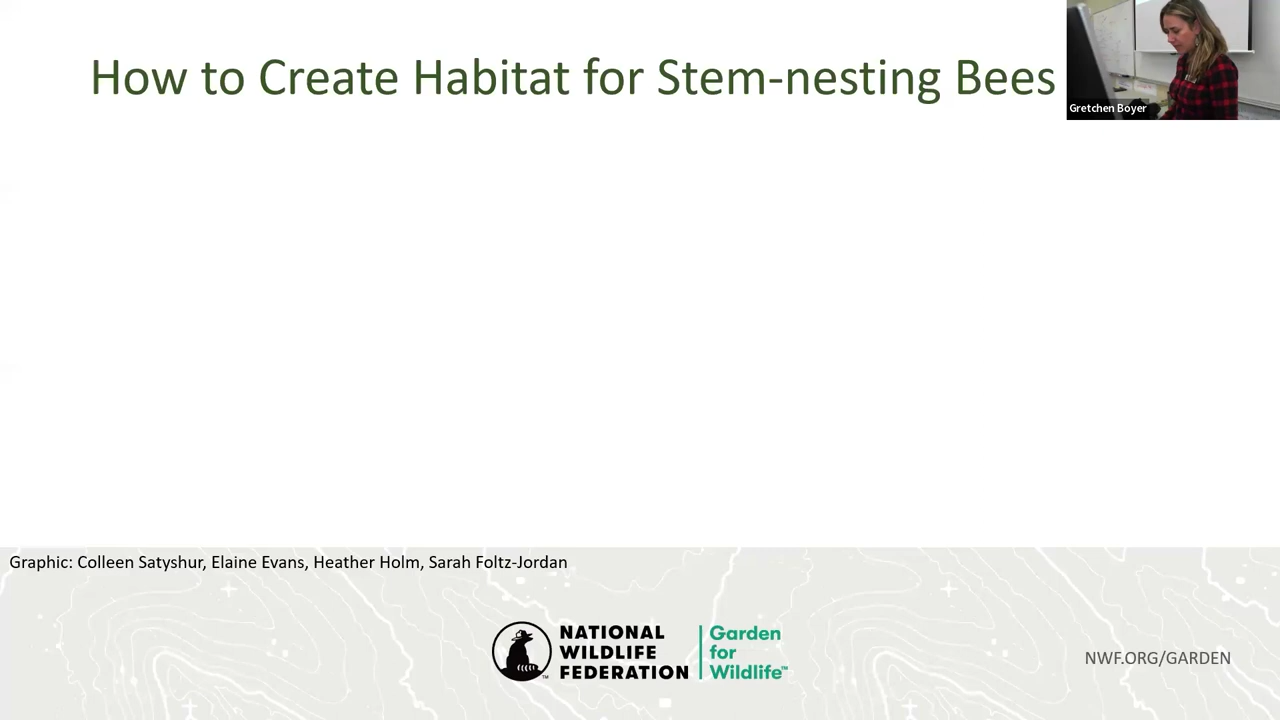 How to Create Habitat for Stem-nesting Bees
Gretchen Boyer
Graphic: Colleen Satyshur, Elaine Evans, Heather Holm, Sarah Foltz-Jordan
NATIONAL
WILDLIFE
FEDERATION
Garden
for
Wildlife™
NWF.ORG/GARDEN